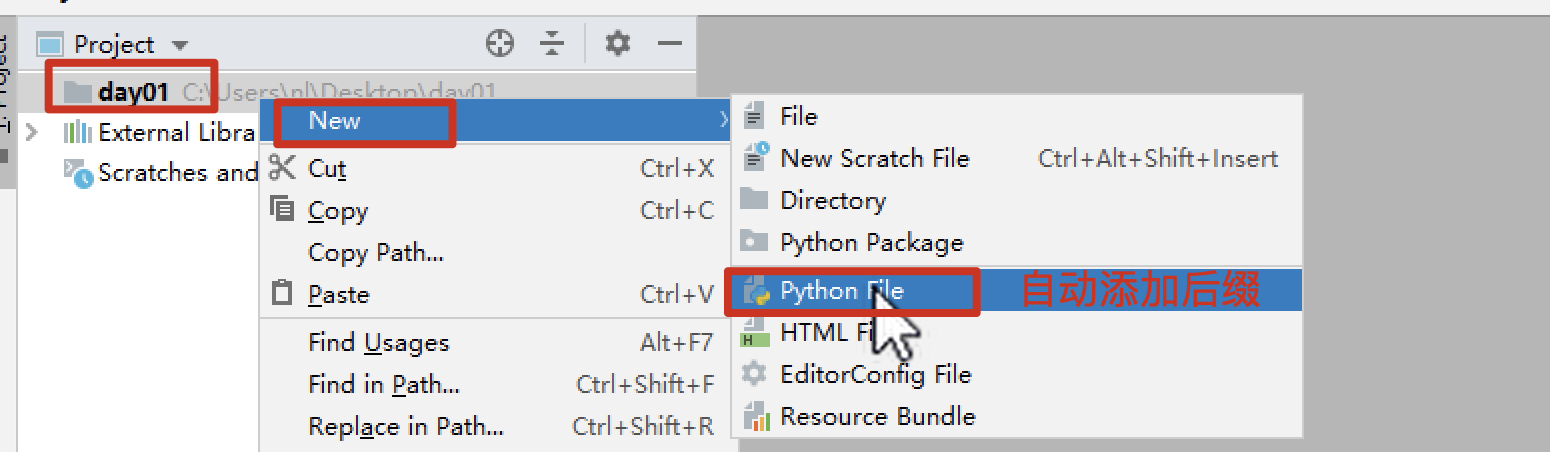 Project
Project
day01 C:\Users\nl\Desktop\day01
External Libra
Scratches and
New
Cut Ctrl+X
Copy Ctrl+C
Copy Path...
Paste Ctrl+V
Find Usages Alt+F7
Find in Path... Ctrl+Shift+F
Replace in Path... Ctrl+Shift+R
File
New Scratch File Ctrl+Alt+Shift+Insert
Directory
Python Package
Python File 自动添加后缀
HTML Fi
EditorConfig File
Resource Bundle